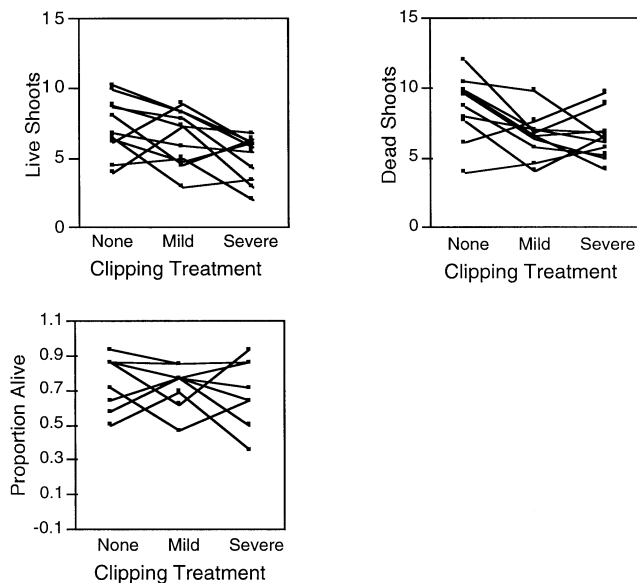 15
10
5
0
Live Shoots
None Mild Severe
Clipping Treatment
15
10
5
0
Dead Shoots
None Mild Severe
Clipping Treatment
1.1
0.9
0.7
0.5
0.3
0.1
-0.1
Proportion Alive
None Mild Severe
Clipping Treatment